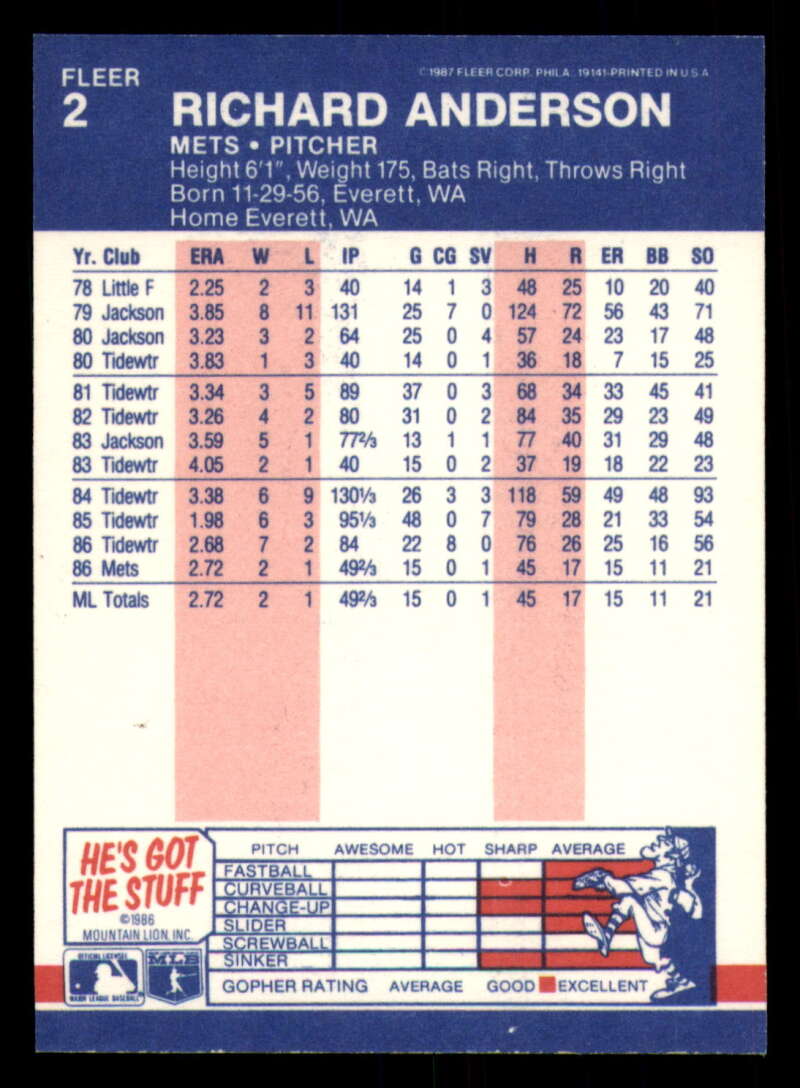 FLEER
©1987 FLEER CORP. PHILA. 19141-PRINTED IN U S A
2 RICHARD ANDERSON
METS • PITCHER
Height 6'1", Weight 175, Bats Right, Throws Right
Born 11-29-56, Everett, WA
Home Everett, WA
Yr. Club ERA W L IP G CG SV H R ER BB SO
78 Little F 2.25 2 3 40 14 1 3 48 25 10 20 40
79 Jackson 3.85 8 11 131 25 7 0 124 72 56 43 71
80 Jackson 3.23 3 2 64 25 0 4 57 24 23 17 48
80 Tidewtr 3.83 1 3 40 14 0 1 36 18 7 15 25
81 Tidewtr 3.34 3 5 89 37 0 3 68 34 33 45 41
82 Tidewtr 3.26 4 2 80 31 0 2 84 35 29 23 49
83 Jackson 3.59 5 1 77⅔ 13 1 1 77 40 31 29 48
83 Tidewtr 4.05 2 1 40 15 0 2 37 19 18 22 23
84 Tidewtr 3.38 6 9 130⅓ 26 3 3 118 59 49 48 93
85 Tidewtr 1.98 6 3 95⅓ 48 0 7 79 28 21 33 54
86 Tidewtr 2.68 7 2 84 22 8 0 76 26 25 16 56
86 Mets 2.72 2 1 49⅔ 15 0 1 45 17 15 11 21
ML Totals 2.72 2 1 49⅔ 15 0 1 45 17 15 11 21
HE'S GOT
THE STUFF
©1986
MOUNTAIN LION, INC.
PITCH AWESOME HOT SHARP AVERAGE
FASTBALL
CURVEBALL
CHANGE-UP
SLIDER
SCREWBALL
SINKER
GOPHER RATING AVERAGE GOOD EXCELLENT
OFFICIAL LICENSEE
MAJOR LEAGUE BASEBALL
MLB